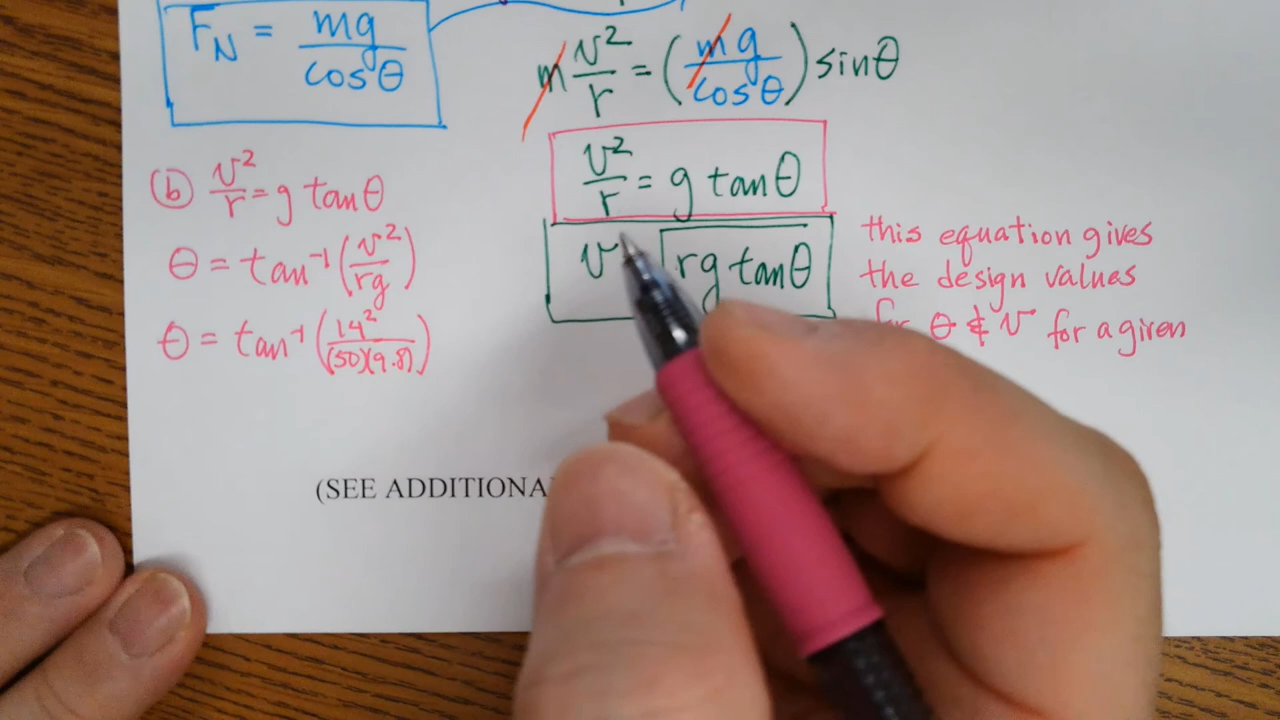 F_N = mg/cosθ
m v²/r = (mg/cosθ) sinθ
v²/r = g tanθ
v √rg tanθ
ⓑ v²/r = g tanθ
θ = tan⁻¹(v²/rg)
θ = tan⁻¹(14²/(50)(9.8))
this equation gives
the design values
θ & v for a given
(SEE ADDITIONA